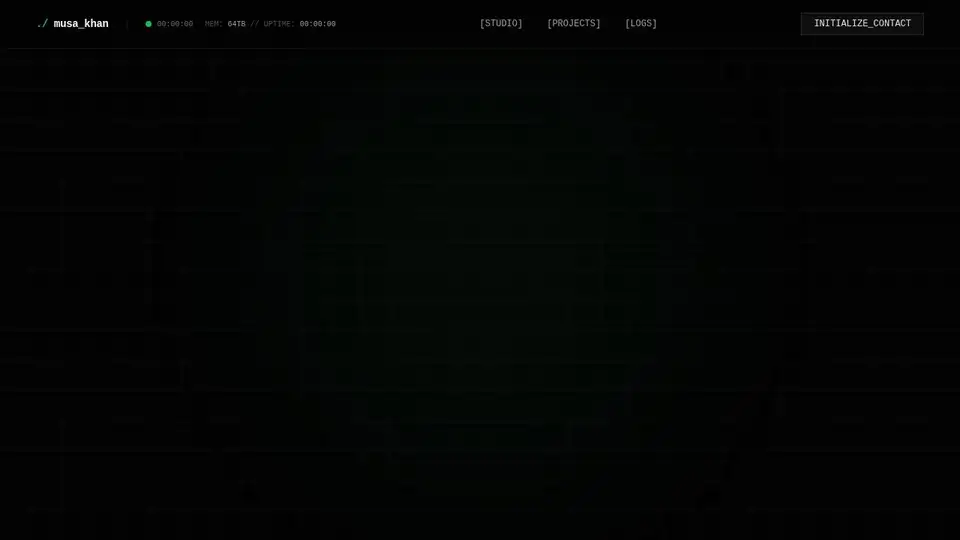 ./ musa_khan | 00:00:00 MEM: 64TB // UPTIME: 00:00:00 [STUDIO] [PROJECTS] [LOGS] INITIALIZE_CONTACT